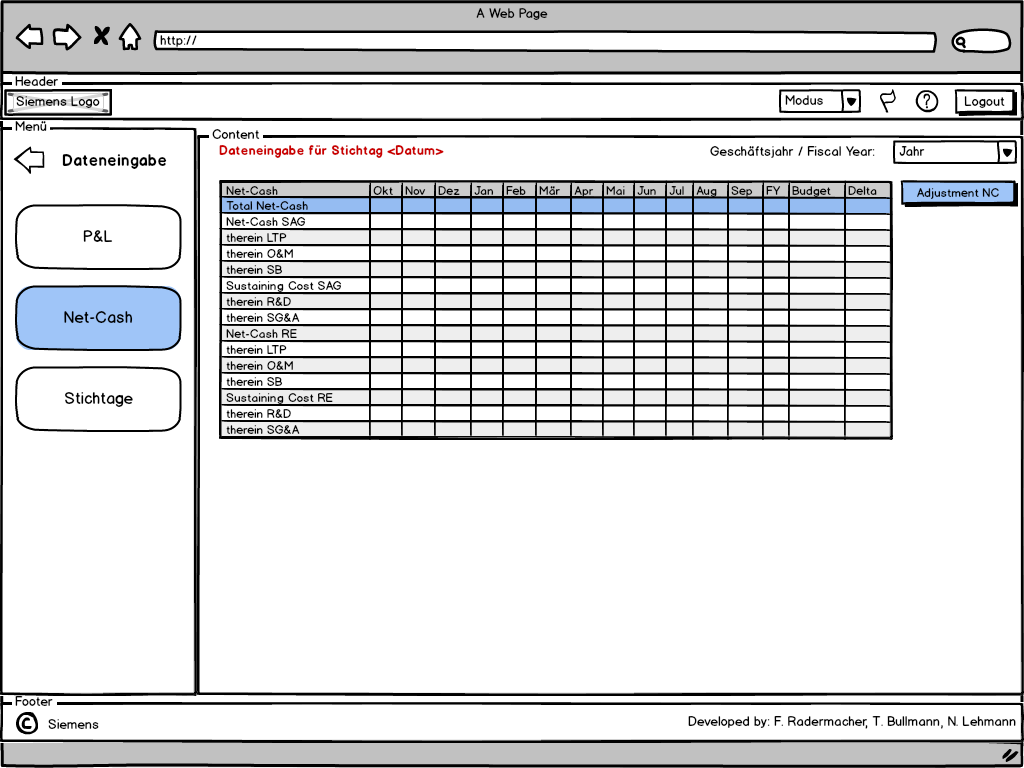 A Web Page
http://
Header
Siemens Logo
Modus
?
Logout
Menü
Dateneingabe
P&L
Net-Cash
Stichtage
Content
Dateneingabe für Stichtag <Datum>
Geschäftsjahr / Fiscal Year:
Jahr
Net-Cash Okt Nov Dez Jan Feb Mär Apr Mai Jun Jul Aug Sep FY Budget Delta
Total Net-Cash
Net-Cash SAG
therein LTP
therein O&M
therein SB
Sustaining Cost SAG
therein R&D
therein SG&A
Net-Cash RE
therein LTP
therein O&M
therein SB
Sustaining Cost RE
therein R&D
therein SG&A
Adjustment NC
Footer
© Siemens
Developed by: F. Radermacher, T. Bullmann, N. Lehmann